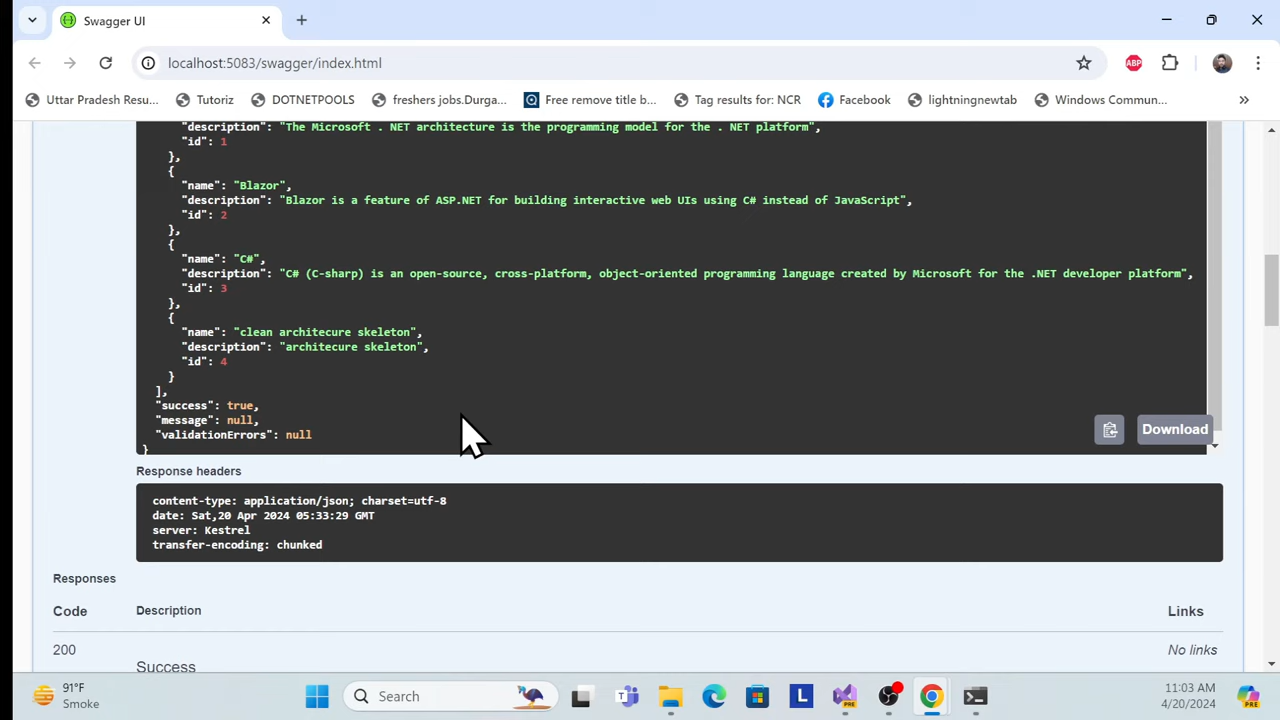 Swagger UI
localhost:5083/swagger/index.html
ABP
Uttar Pradesh Resu...
Tutoriz
DOTNETPOOLS
freshers jobs.Durga...
Free remove title b...
Tag results for: NCR
Facebook
lightningnewtab
Windows Commun...
"description": "The Microsoft . NET architecture is the programming model for the . NET platform",
"id": 1
},
{
"name": "Blazor",
"description": "Blazor is a feature of ASP.NET for building interactive web UIs using C# instead of JavaScript",
"id": 2
},
{
"name": "C#",
"description": "C# (C-sharp) is an open-source, cross-platform, object-oriented programming language created by Microsoft for the .NET developer platform",
"id": 3
},
{
"name": "clean architecure skeleton",
"description": "architecure skeleton",
"id": 4
}
],
"success": true,
"message": null,
"validationErrors": null
}
Download
Response headers
content-type: application/json; charset=utf-8
date: Sat,20 Apr 2024 05:33:29 GMT
server: Kestrel
transfer-encoding: chunked
Responses
Code Description Links
200 No links
Success
91°F
Smoke
Search
L
PRE
11:03 AM
4/20/2024
PRE